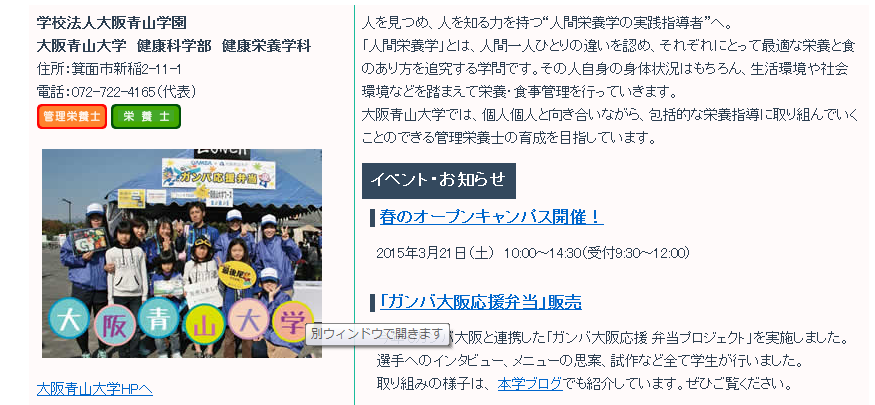 学校法人大阪青山学園
大阪青山大学 健康科学部 健康栄養学科
住所:箕面市新稲2-11-1
電話:072-722-4165(代表)
管理栄養士 栄養士
ガンバ応援弁当
最後尾
大阪青山大学
別ウィンドウで開きます
大阪青山大学HPへ
人を見つめ、人を知る力を持つ“人間栄養学の実践指導者”へ。
「人間栄養学」とは、人間一人ひとりの違いを認め、それぞれにとって最適な栄養と食
のあり方を追究する学問です。その人自身の身体状況はもちろん、生活環境や社会
環境などを踏まえて栄養・食事管理を行っていきます。
大阪青山大学では、個人個人と向き合いながら、包括的な栄養指導に取り組んでいく
ことのできる管理栄養士の育成を目指しています。
イベント・お知らせ
春のオープンキャンパス開催！
2015年3月21日(土) 10:00～14:30(受付9:30～12:00)
「ガンバ大阪応援弁当」販売
バ大阪と連携した「ガンバ大阪応援 弁当プロジェクト」を実施しました。
選手へのインタビュー、メニューの思案、試作など全て学生が行いました。
取り組みの様子は、本学ブログでも紹介しています。ぜひご覧ください。